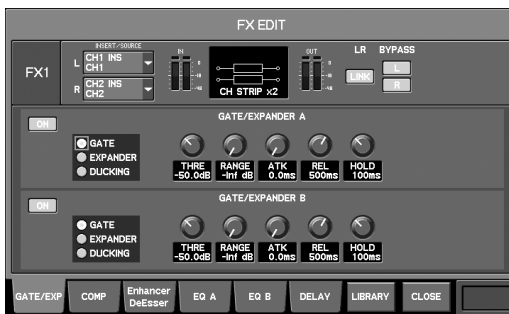 FX EDIT
FX1
INSERT/SOURCE
L CH1 INS CH1
R CH2 INS CH2
IN
CH STRIP x2
OUT
LR BYPASS
LINK
L
R
ON
GATE/EXPANDER A
GATE
EXPANDER
DUCKING
THRE RANGE ATK REL HOLD
-50.0dB -Inf dB 0.0ms 500ms 100ms
ON
GATE/EXPANDER B
GATE
EXPANDER
DUCKING
THRE RANGE ATK REL HOLD
-50.0dB -Inf dB 0.0ms 500ms 100ms
GATE/EXP COMP Enhancer DeEsser EQ A EQ B DELAY LIBRARY CLOSE